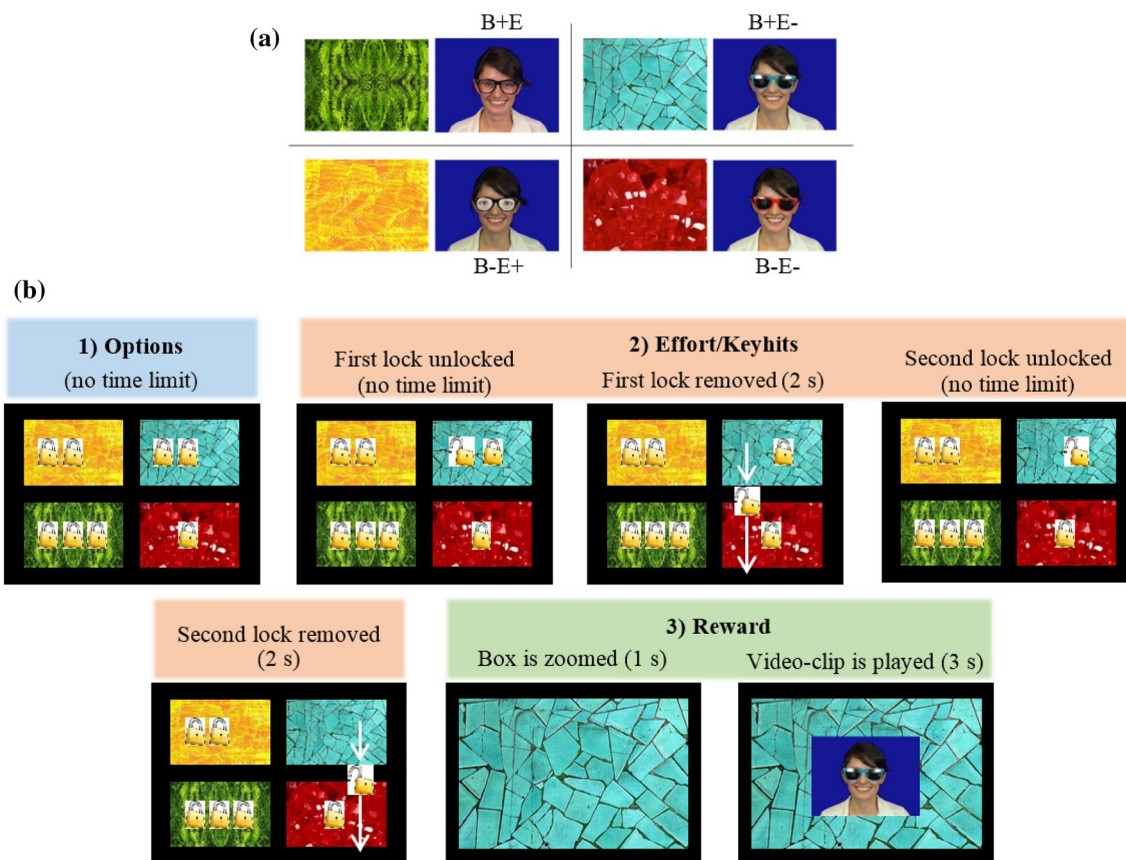 (a)
B+E
B+E-
B-E+
B-E-
(b)
1) Options
(no time limit)
2) Effort/Keyhits
First lock unlocked
(no time limit)
First lock removed (2 s)
Second lock unlocked
(no time limit)
Second lock removed
(2 s)
3) Reward
Box is zoomed (1 s)
Video-clip is played (3 s)